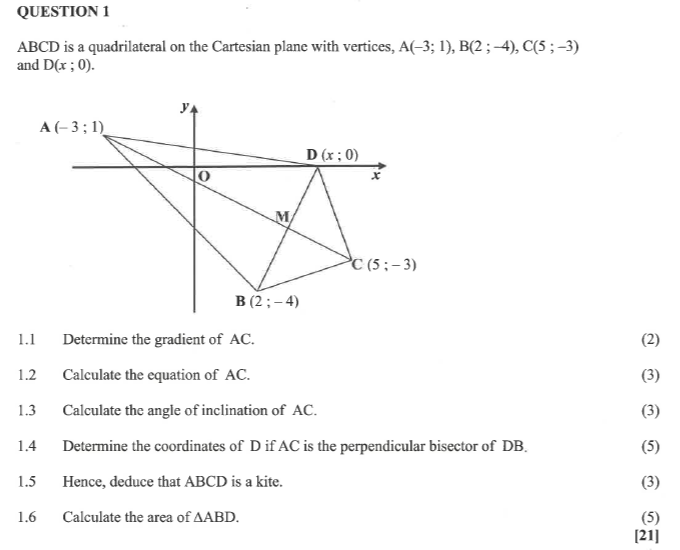 QUESTION 1
ABCD is a quadrilateral on the Cartesian plane with vertices, A(–3; 1), B(2 ; –4), C(5 ; –3)
and D(x ; 0).
y
A (– 3 ; 1)
D (x ; 0)
O
x
M
C (5 ; – 3)
B (2 ; – 4)
1.1 Determine the gradient of AC. (2)
1.2 Calculate the equation of AC. (3)
1.3 Calculate the angle of inclination of AC. (3)
1.4 Determine the coordinates of D if AC is the perpendicular bisector of DB. (5)
1.5 Hence, deduce that ABCD is a kite. (3)
1.6 Calculate the area of ΔABD. (5)
[21]